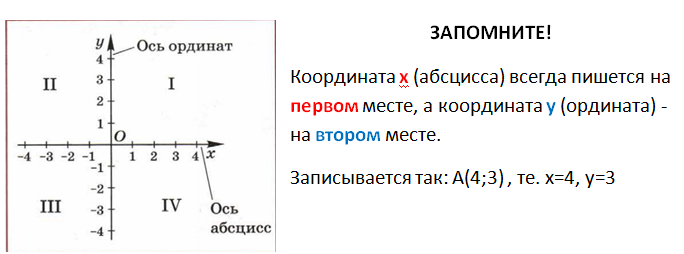 y
Ось ординат
4
3
2
1
II
I
O
-4 -3 -2 -1
1 2 3 4 x
-1
-2
-3
-4
III
IV
Ось
абсцисс
ЗАПОМНИТЕ!
Координата х (абсцисса) всегда пишется на
первом месте, а координата у (ордината) -
на втором месте.
Записывается так: А(4;3) , те. х=4, у=3